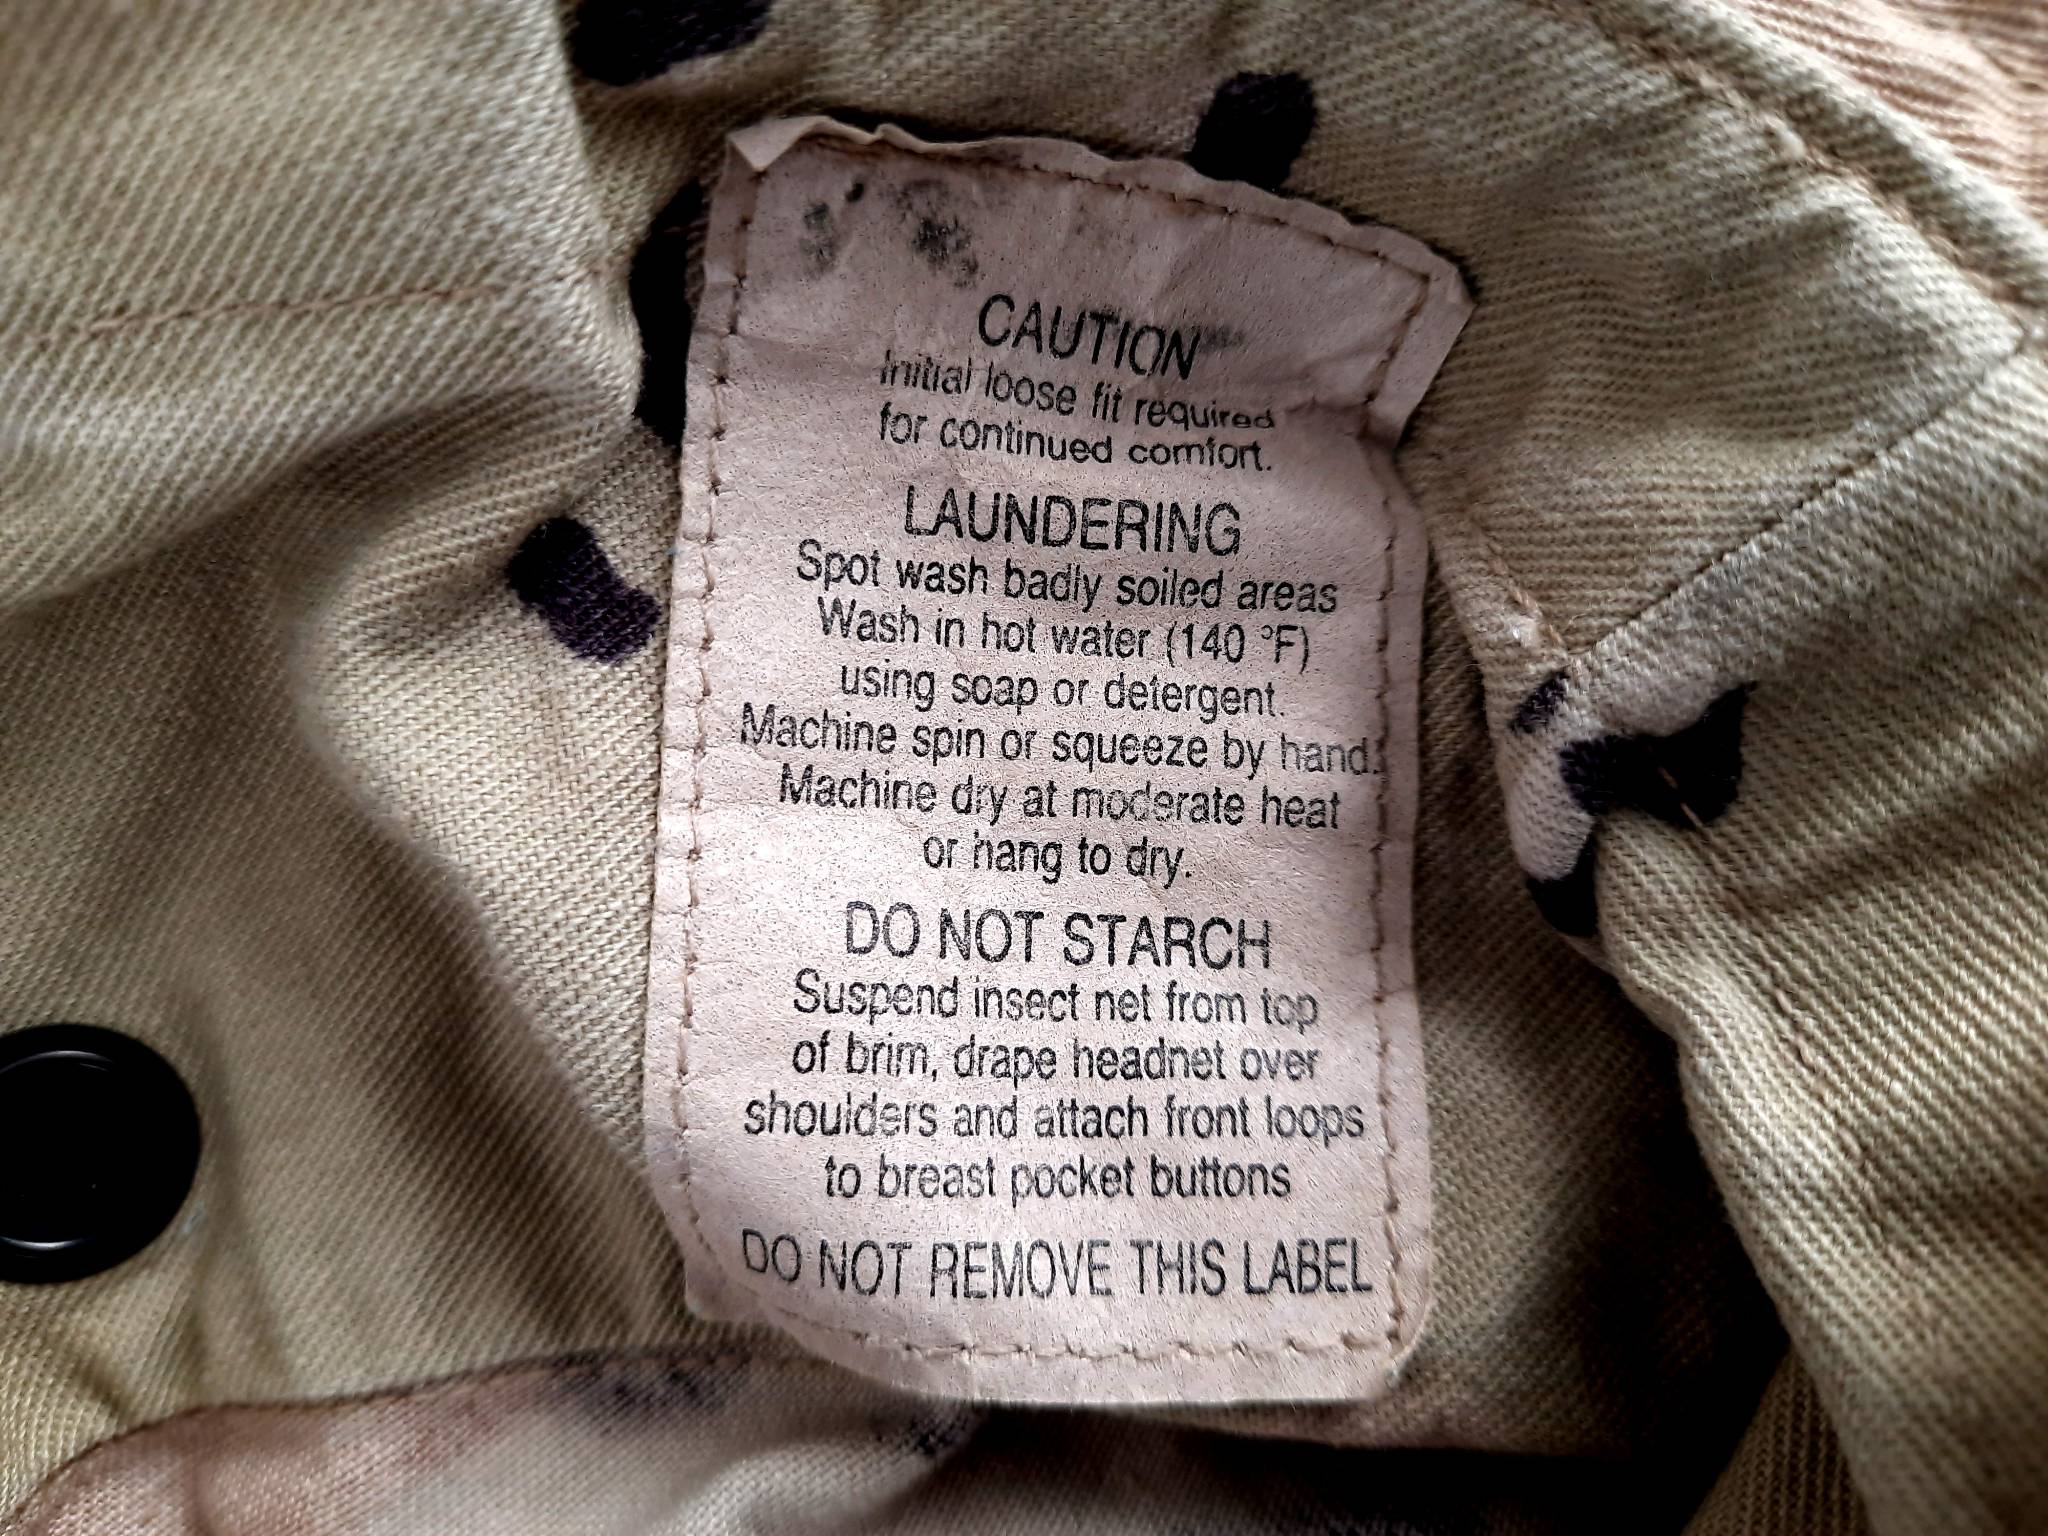 CAUTION
Initial loose fit required
for continued comfort.
LAUNDERING
Spot wash badly soiled areas
Wash in hot water (140 °F)
using soap or detergent.
Machine spin or squeeze by hand.
Machine dry at moderate heat
or hang to dry.
DO NOT STARCH
Suspend insect net from top
of brim, drape headnet over
shoulders and attach front loops
to breast pocket buttons
DO NOT REMOVE THIS LABEL